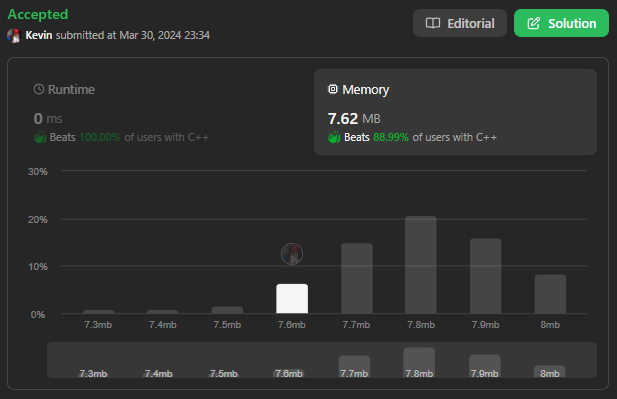 Accepted
Editorial
Solution
Kevin submitted at Mar 30, 2024 23:34
Runtime
0 ms
Beats 100.00% of users with C++
Memory
7.62 MB
Beats 88.99% of users with C++
30%
20%
10%
0%
7.3mb 7.4mb 7.5mb 7.6mb 7.7mb 7.8mb 7.9mb 8mb
7.3mb 7.4mb 7.5mb 7.6mb 7.7mb 7.8mb 7.9mb 8mb